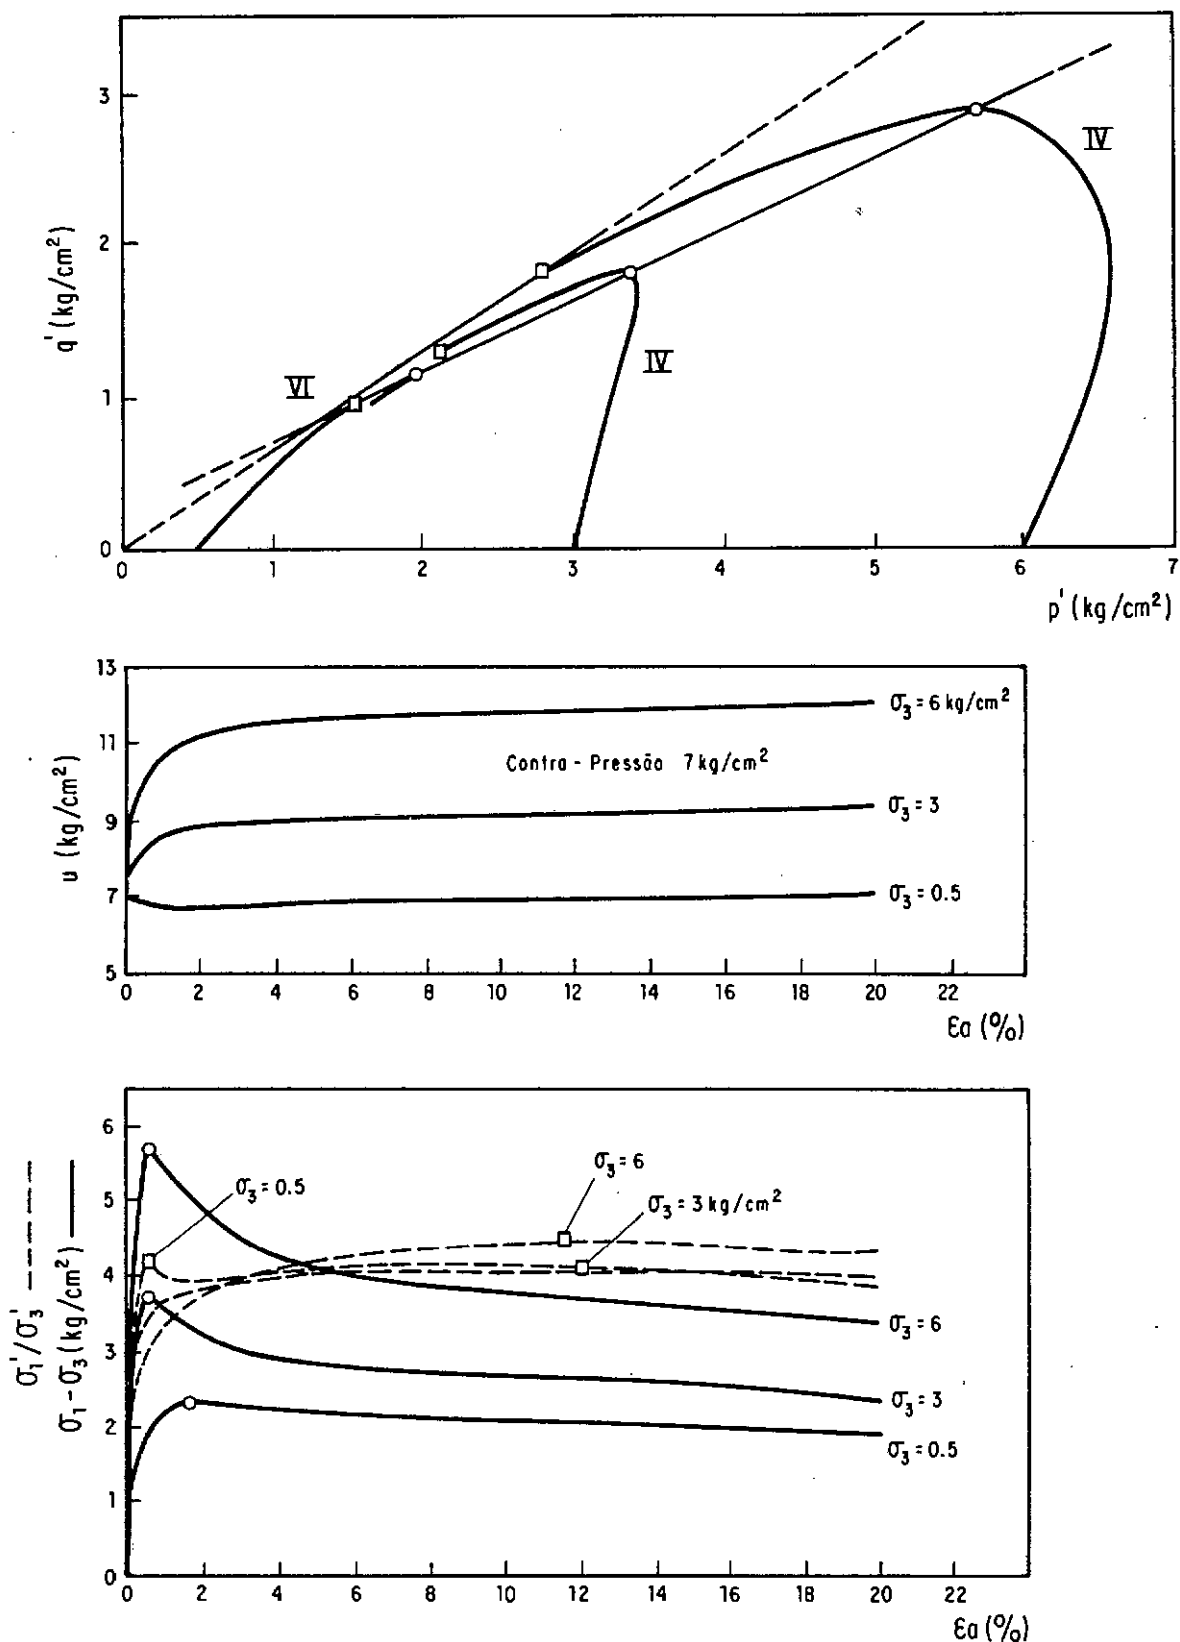 3
2
1
0
q' (kg/cm²)
IV
IV
VI
0 1 2 3 4 5 6 7
p' (kg/cm²)
13
11
9
7
5
u (kg/cm²)
σ₃ = 6 kg/cm²
Contra - Pressão 7 kg/cm²
σ₃ = 3
σ₃ = 0.5
0 2 4 6 8 10 12 14 16 18 20 22
εa (%)
6
5
4
3
2
1
0
σ₁'/σ₃' ----
σ₁ - σ₃ (kg/cm²) ——
σ₃ = 0.5
σ₃ = 6
σ₃ = 3 kg/cm²
σ₃ = 6
σ₃ = 3
σ₃ = 0.5
0 2 4 6 8 10 12 14 16 18 20 22
εa (%)